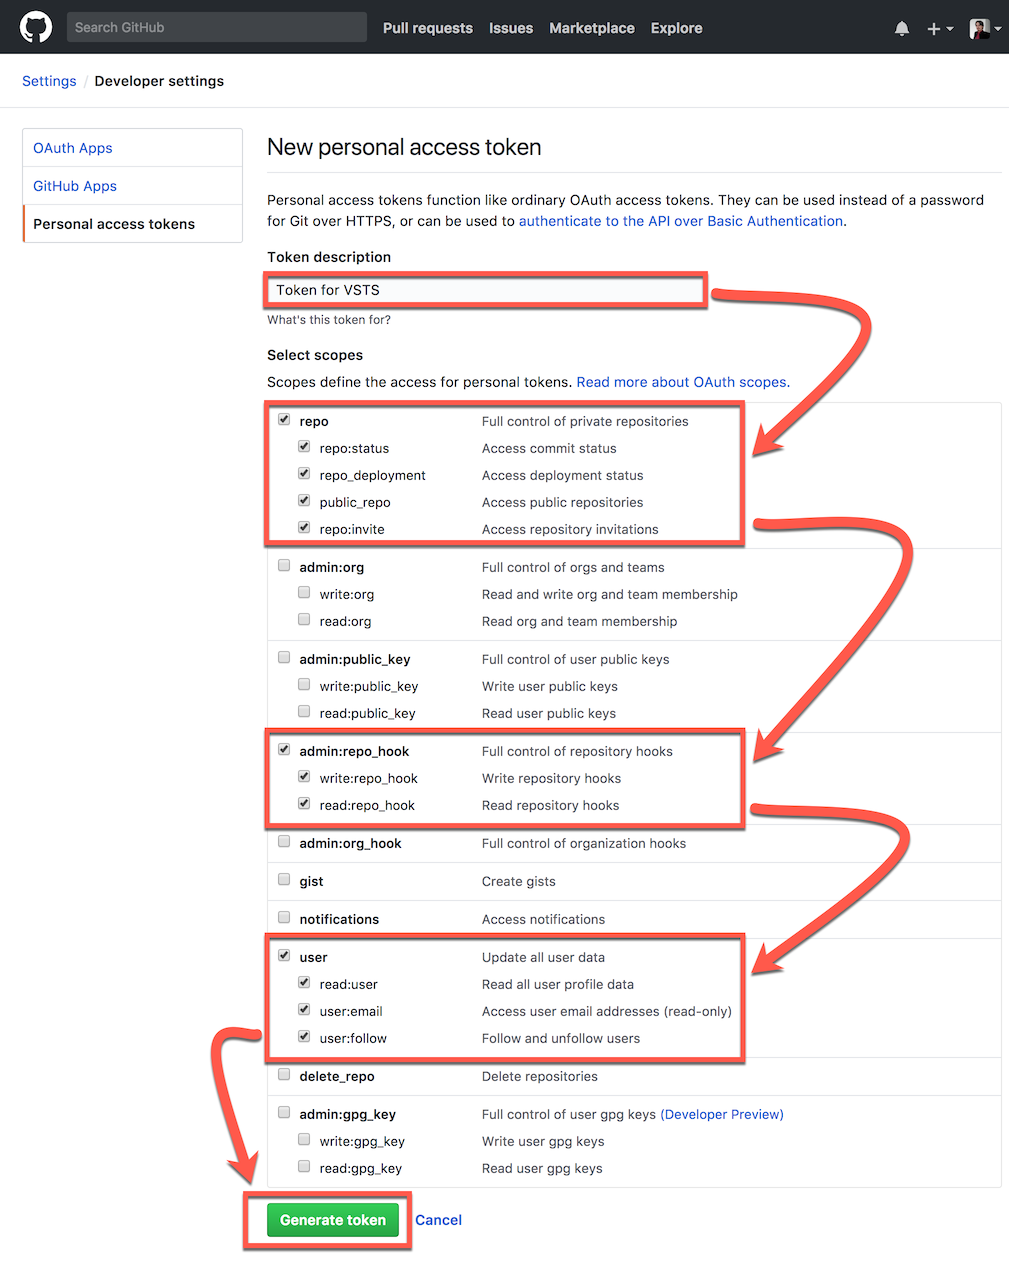 Search GitHub
Pull requests Issues Marketplace Explore
Settings / Developer settings
OAuth Apps
GitHub Apps
Personal access tokens
New personal access token
Personal access tokens function like ordinary OAuth access tokens. They can be used instead of a password
for Git over HTTPS, or can be used to authenticate to the API over Basic Authentication.
Token description
Token for VSTS
What's this token for?
Select scopes
Scopes define the access for personal tokens. Read more about OAuth scopes.
repo Full control of private repositories
repo:status Access commit status
repo_deployment Access deployment status
public_repo Access public repositories
repo:invite Access repository invitations
admin:org Full control of orgs and teams
write:org Read and write org and team membership
read:org Read org and team membership
admin:public_key Full control of user public keys
write:public_key Write user public keys
read:public_key Read user public keys
admin:repo_hook Full control of repository hooks
write:repo_hook Write repository hooks
read:repo_hook Read repository hooks
admin:org_hook Full control of organization hooks
gist Create gists
notifications Access notifications
user Update all user data
read:user Read all user profile data
user:email Access user email addresses (read-only)
user:follow Follow and unfollow users
delete_repo Delete repositories
admin:gpg_key Full control of user gpg keys (Developer Preview)
write:gpg_key Write user gpg keys
read:gpg_key Read user gpg keys
Generate token Cancel